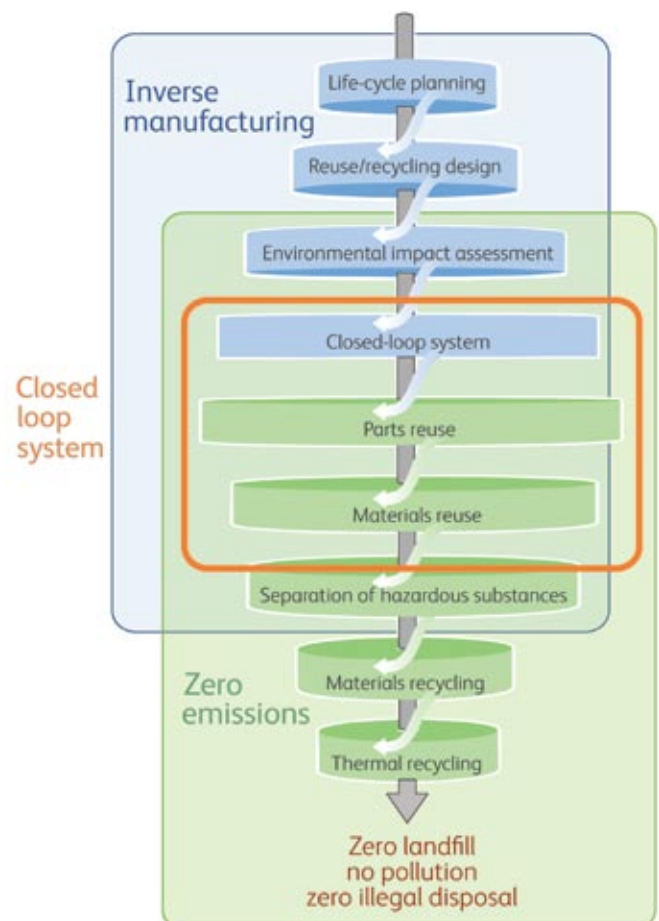 Inverse
manufacturing
Life-cycle planning
Reuse/recycling design
Environmental impact assessment
Closed
loop
system
Closed-loop system
Parts reuse
Materials reuse
Separation of hazardous substances
Zero
emissions
Materials recycling
Thermal recycling
Zero landfill
no pollution
zero illegal disposal